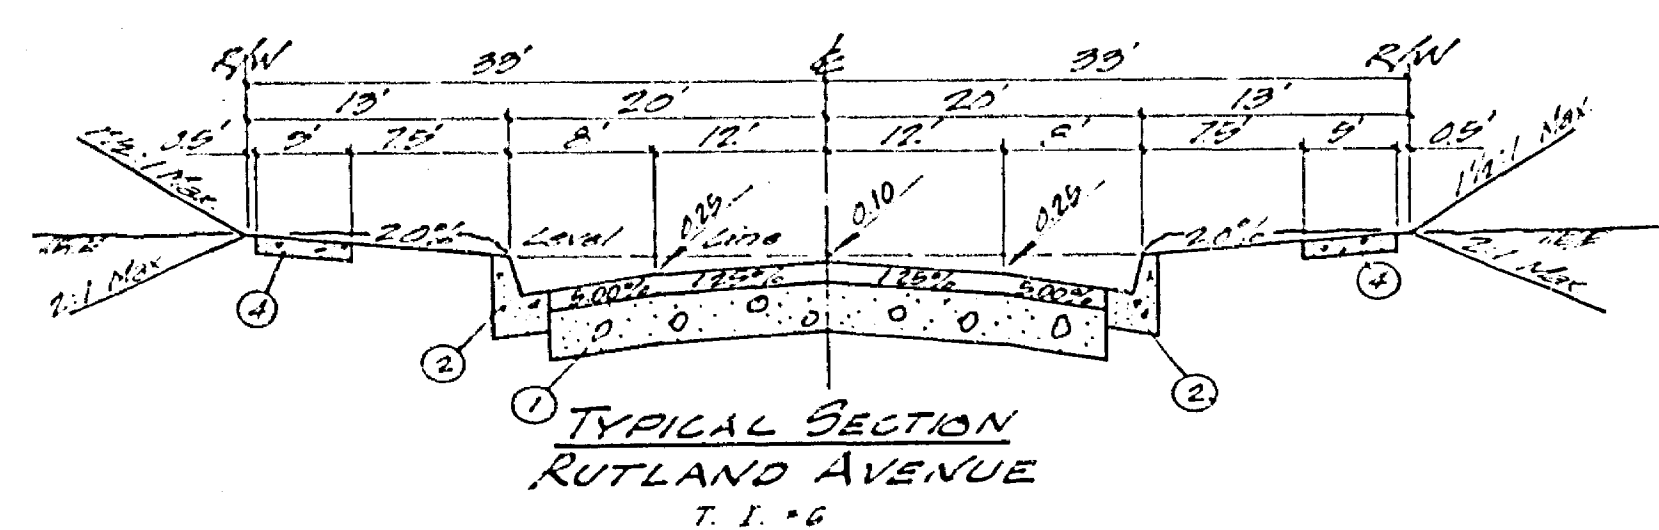 R/W 33' ℄ 33' R/W
13' 20' 20' 13'
0.5' 5' 7.5' 8' 12' 12' 8' 7.5' 5' 0.5'
1½:1 Max. 0.25 0.10 0.25 1½:1 Max
2.0% Level Line 2.0%
2:1 Max 5.00% 1.25% 1.25% 5.00% 2:1 Max
4 4
2 2
1
TYPICAL SECTION
RUTLAND AVENUE
T. I. = 6